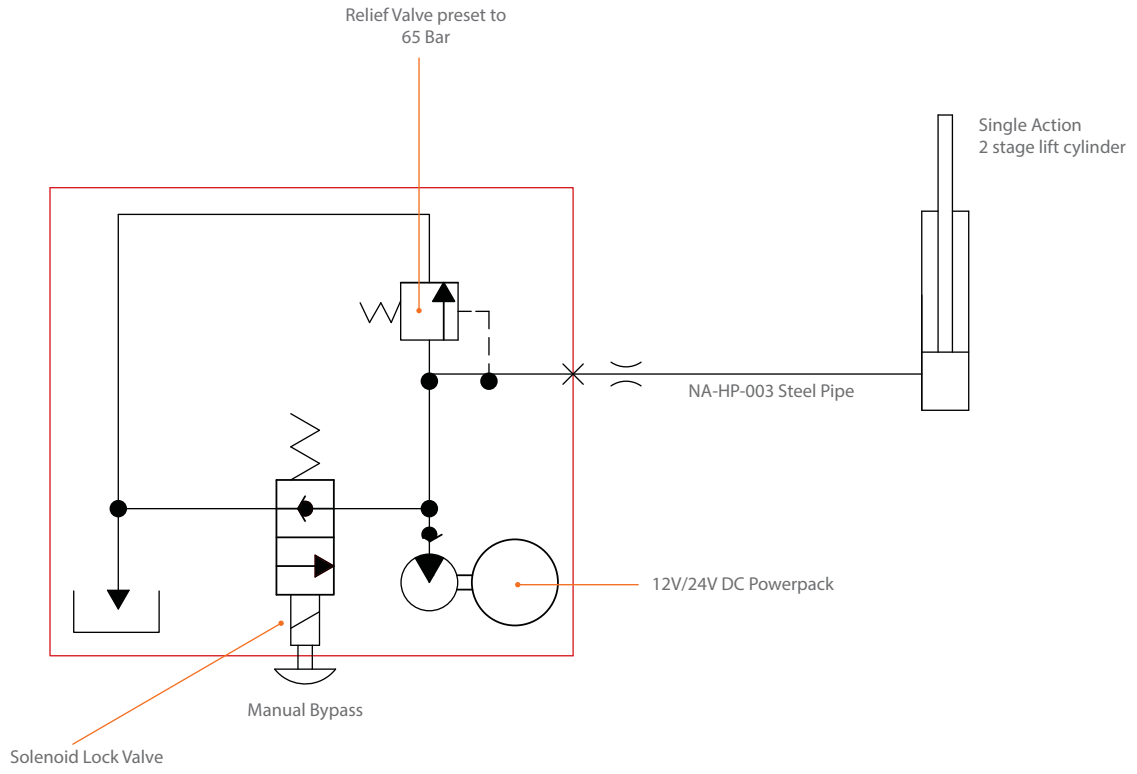 Relief Valve preset to
65 Bar
Single Action
2 stage lift cylinder
NA-HP-003 Steel Pipe
12V/24V DC Powerpack
Manual Bypass
Solenoid Lock Valve